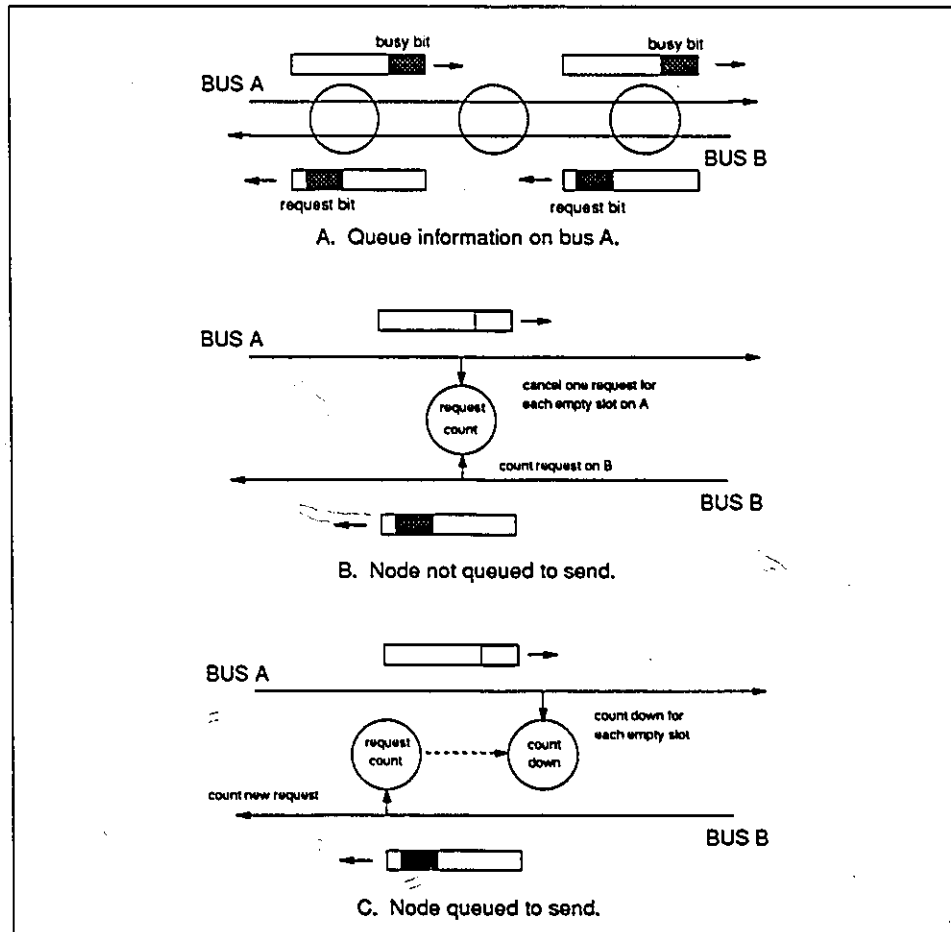 busy bit
busy bit
BUS A
BUS B
request bit
request bit
A. Queue information on bus A.
BUS A
cancel one request for
each empty slot on A
request
count
count request on B
BUS B
B. Node not queued to send.
BUS A
count down for
each empty slot
request
count
count
down
count new request
BUS B
C. Node queued to send.